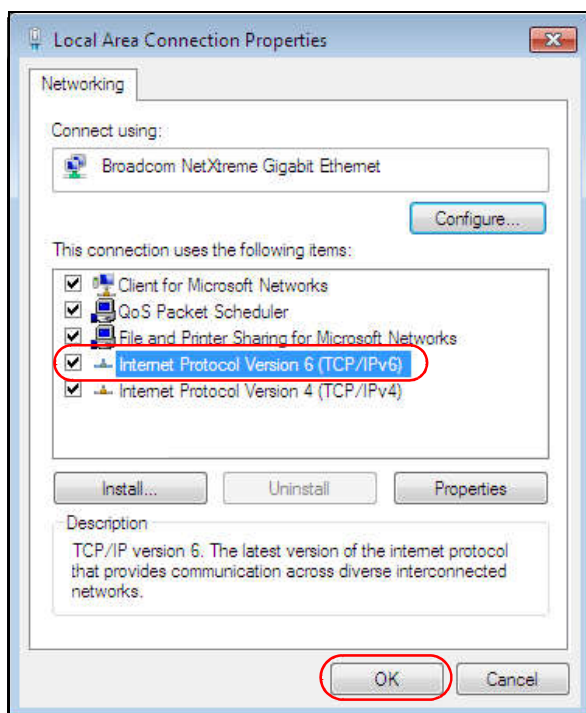 Local Area Connection Properties
Networking
Connect using:
Broadcom NetXtreme Gigabit Ethernet
Configure...
This connection uses the following items:
Client for Microsoft Networks
QoS Packet Scheduler
File and Printer Sharing for Microsoft Networks
Internet Protocol Version 6 (TCP/IPv6)
Internet Protocol Version 4 (TCP/IPv4)
Install...
Uninstall
Properties
Description
TCP/IP version 6. The latest version of the internet protocol
that provides communication across diverse interconnected
networks.
OK
Cancel